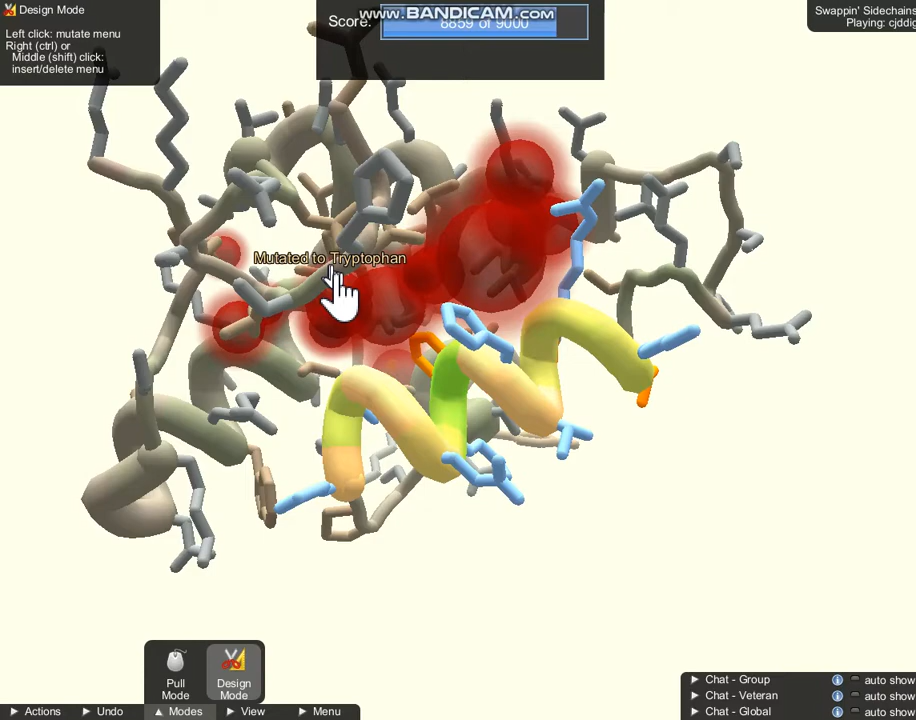 Design Mode
Left click: mutate menu
Right (ctrl) or
Middle (shift) click:
insert/delete menu
www.BANDICAM.com
Score: 8859 of 9000
Swappin' Sidechains
Playing: cjddig
Mutated to Tryptophan
Pull
Mode
Design
Mode
Actions
Undo
Modes
View
Menu
Chat - Group
auto show
Chat - Veteran
auto show
Chat - Global
auto show